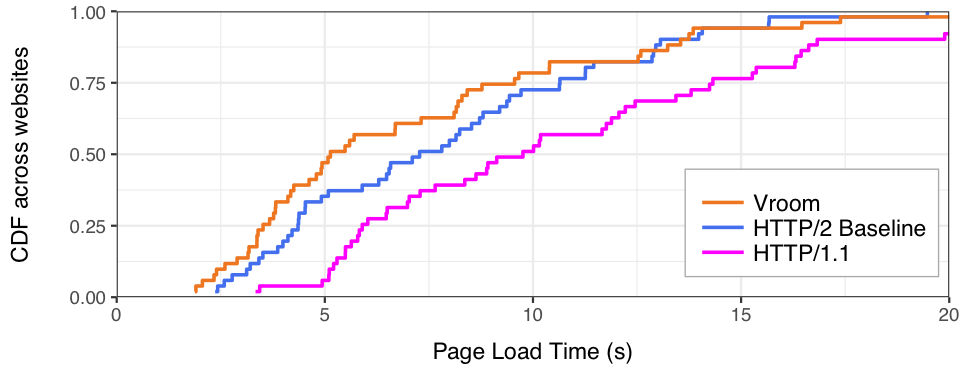 CDF across websites
1.00
0.75
0.50
0.25
0.00
0 5 10 15 20
Page Load Time (s)
Vroom
HTTP/2 Baseline
HTTP/1.1